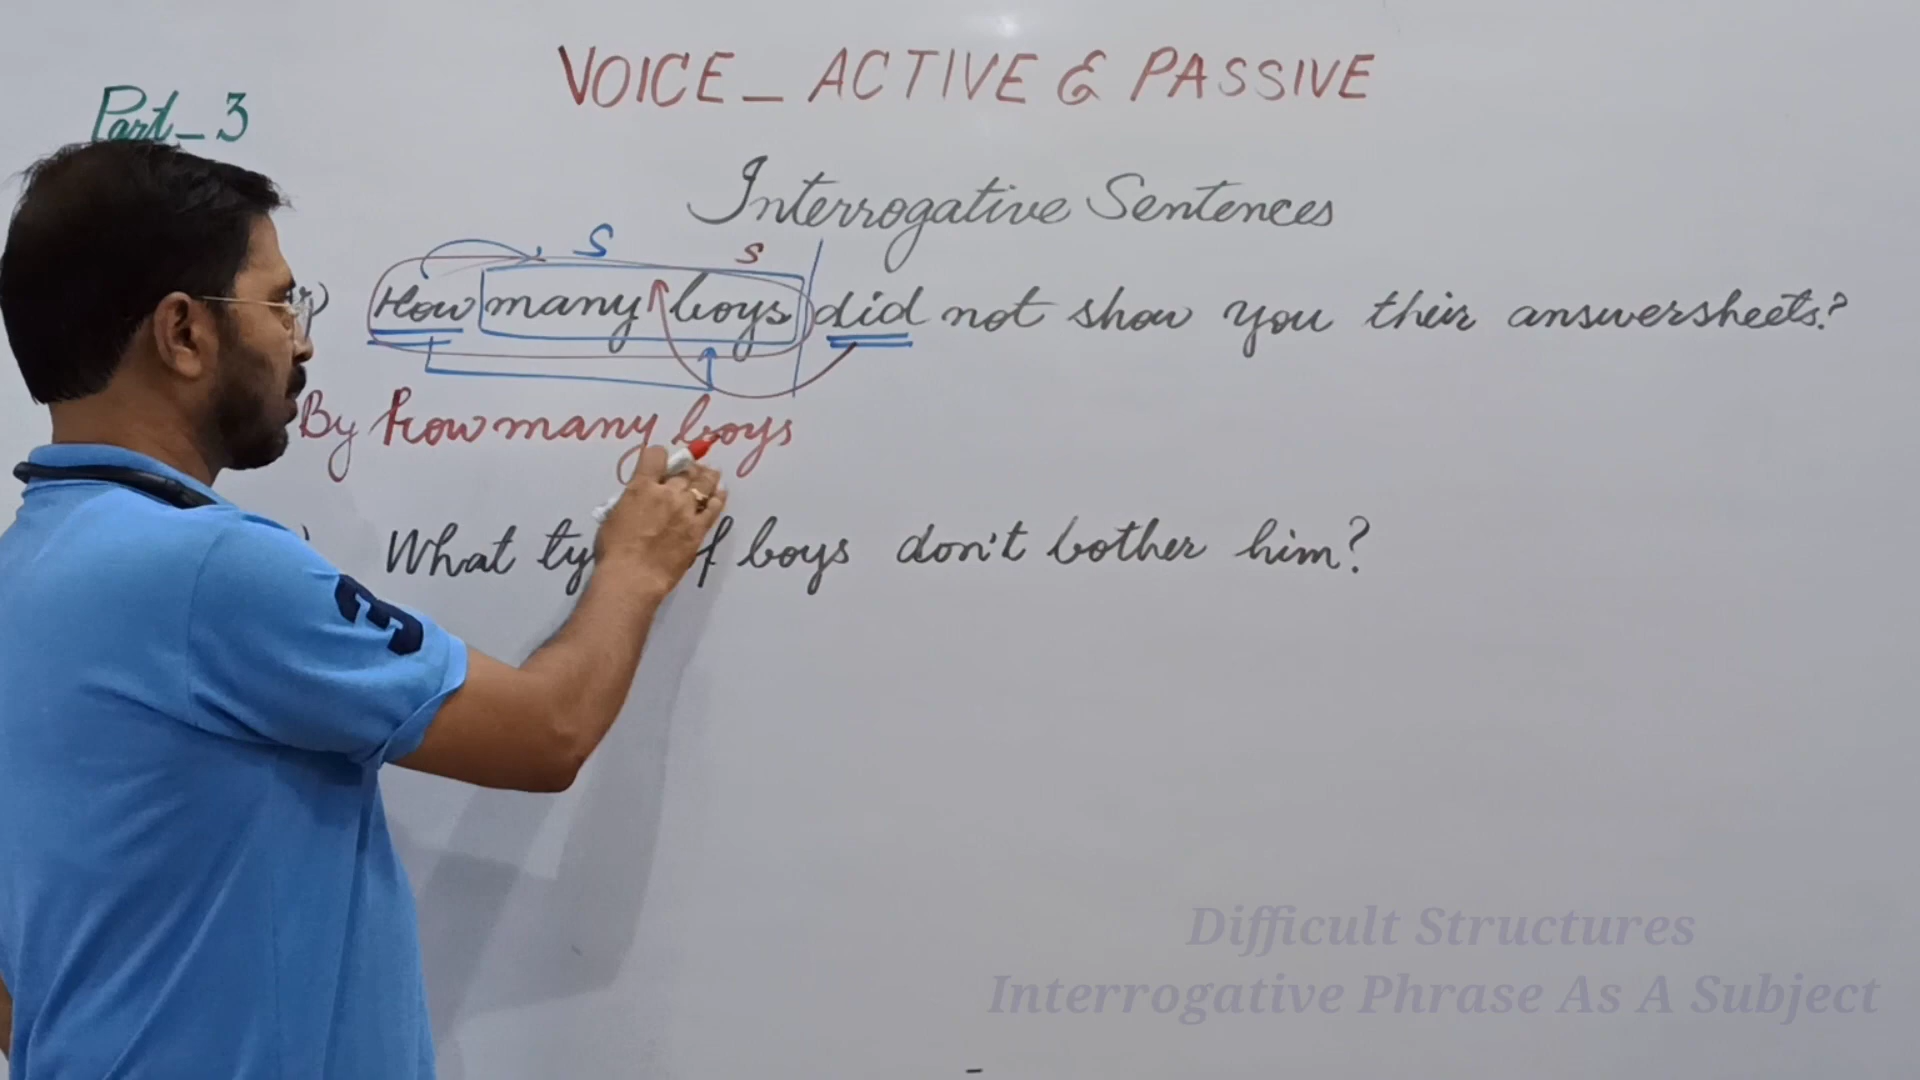 VOICE_ ACTIVE & PASSIVE
Part_3
Interrogative Sentences
S S
How many boys did not show you their answersheets?
By how many boys
What of boys don't bother him?
3
Difficult Structures
Interrogative Phrase As A Subject